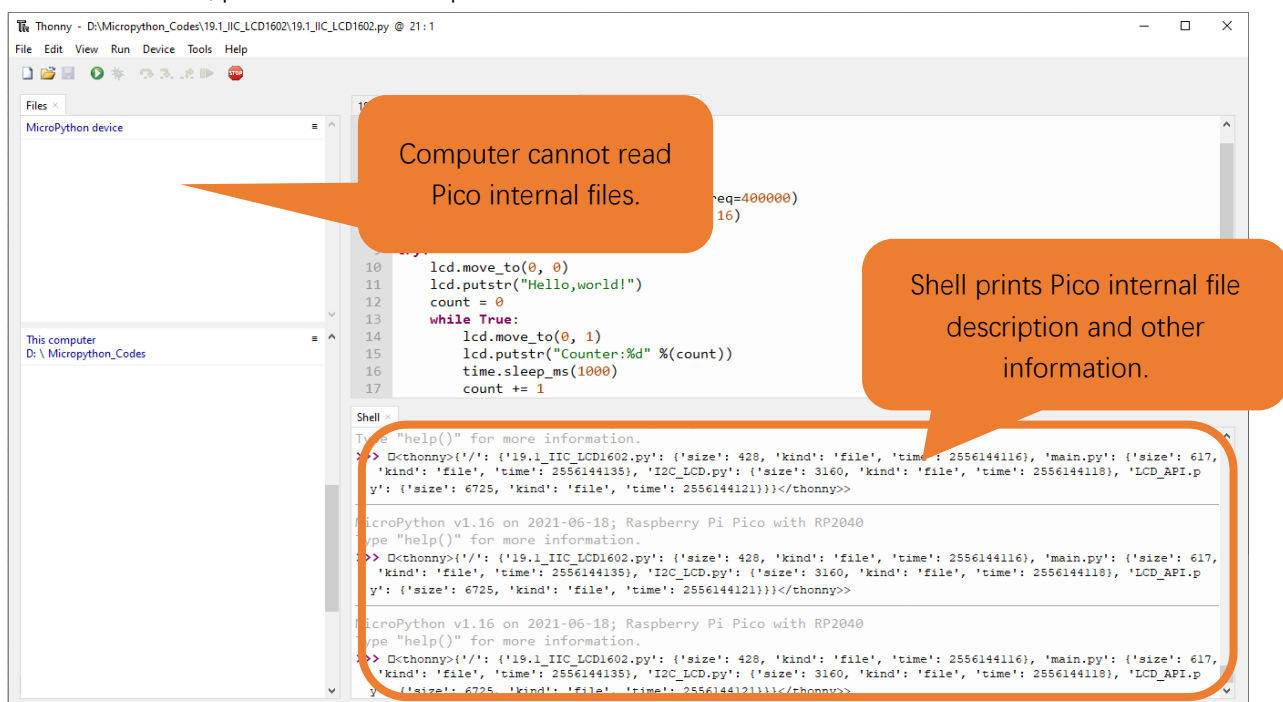 Thonny - D:\Micropython_Codes\19.1_IIC_LCD1602\19.1_IIC_LCD1602.py @ 21 : 1
File Edit View Run Device Tools Help
Files ×
MicroPython device
Computer cannot read
Pico internal files.
req=400000)
16)
10 lcd.move_to(0, 0)
11 lcd.putstr("Hello,world!")
12 count = 0
13 while True:
14 lcd.move_to(0, 1)
15 lcd.putstr("Counter:%d" %(count))
16 time.sleep_ms(1000)
17 count += 1
Shell prints Pico internal file
description and other
information.
This computer
D: \ Micropython_Codes
Shell ×
Type "help()" for more information.
>>> □<thonny>{'/': {'19.1_IIC_LCD1602.py': {'size': 428, 'kind': 'file', 'time': 2556144116}, 'main.py': {'size': 617,
'kind': 'file', 'time': 2556144135}, 'I2C_LCD.py': {'size': 3160, 'kind': 'file', 'time': 2556144118}, 'LCD_API.p
y': {'size': 6725, 'kind': 'file', 'time': 2556144121}}}</thonny>>
MicroPython v1.16 on 2021-06-18; Raspberry Pi Pico with RP2040
Type "help()" for more information.
>>> □<thonny>{'/': {'19.1_IIC_LCD1602.py': {'size': 428, 'kind': 'file', 'time': 2556144116}, 'main.py': {'size': 617,
'kind': 'file', 'time': 2556144135}, 'I2C_LCD.py': {'size': 3160, 'kind': 'file', 'time': 2556144118}, 'LCD_API.p
y': {'size': 6725, 'kind': 'file', 'time': 2556144121}}}</thonny>>
MicroPython v1.16 on 2021-06-18; Raspberry Pi Pico with RP2040
Type "help()" for more information.
>>> □<thonny>{'/': {'19.1_IIC_LCD1602.py': {'size': 428, 'kind': 'file', 'time': 2556144116}, 'main.py': {'size': 617,
'kind': 'file', 'time': 2556144135}, 'I2C_LCD.py': {'size': 3160, 'kind': 'file', 'time': 2556144118}, 'LCD_API.p
y': {'size': 6725, 'kind': 'file', 'time': 2556144121}}}</thonny>>